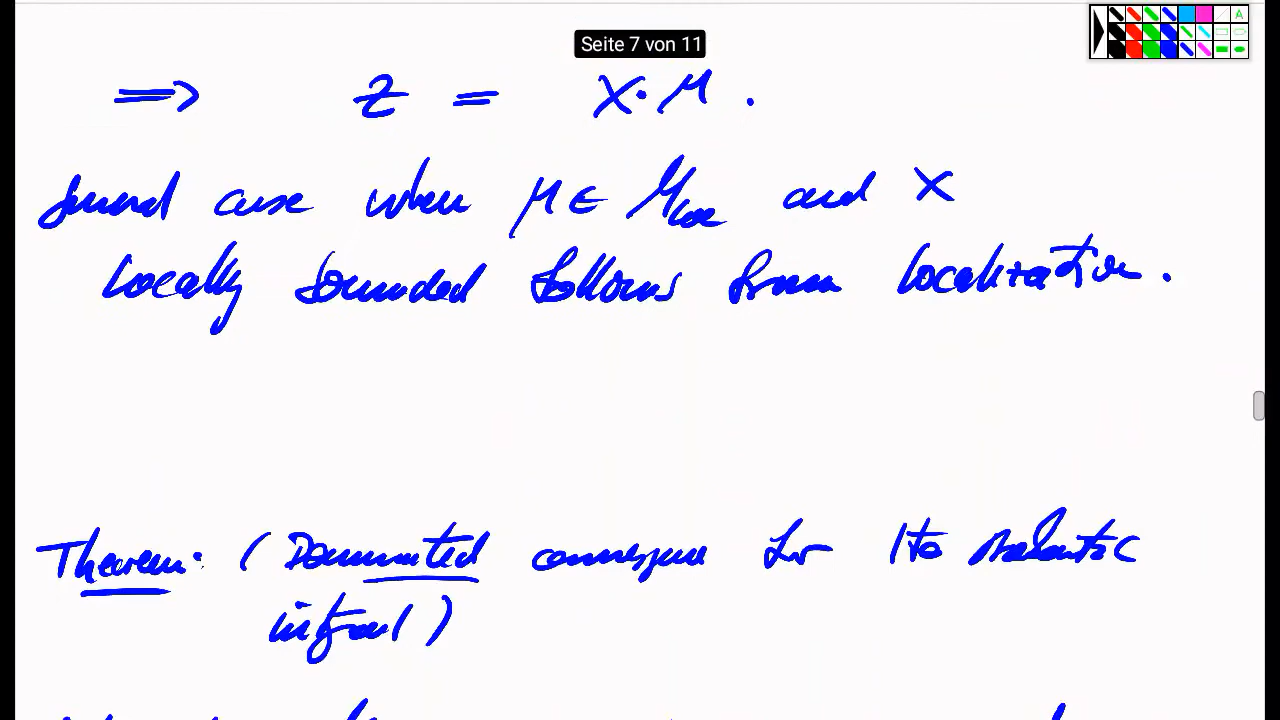 Seite 7 von 11
⟹ Z = X·M.
General case when M ∈ M_loc and X
locally bounded follows from localization.
Theorem: (Dominated convergence for Ito stochastic
integral)